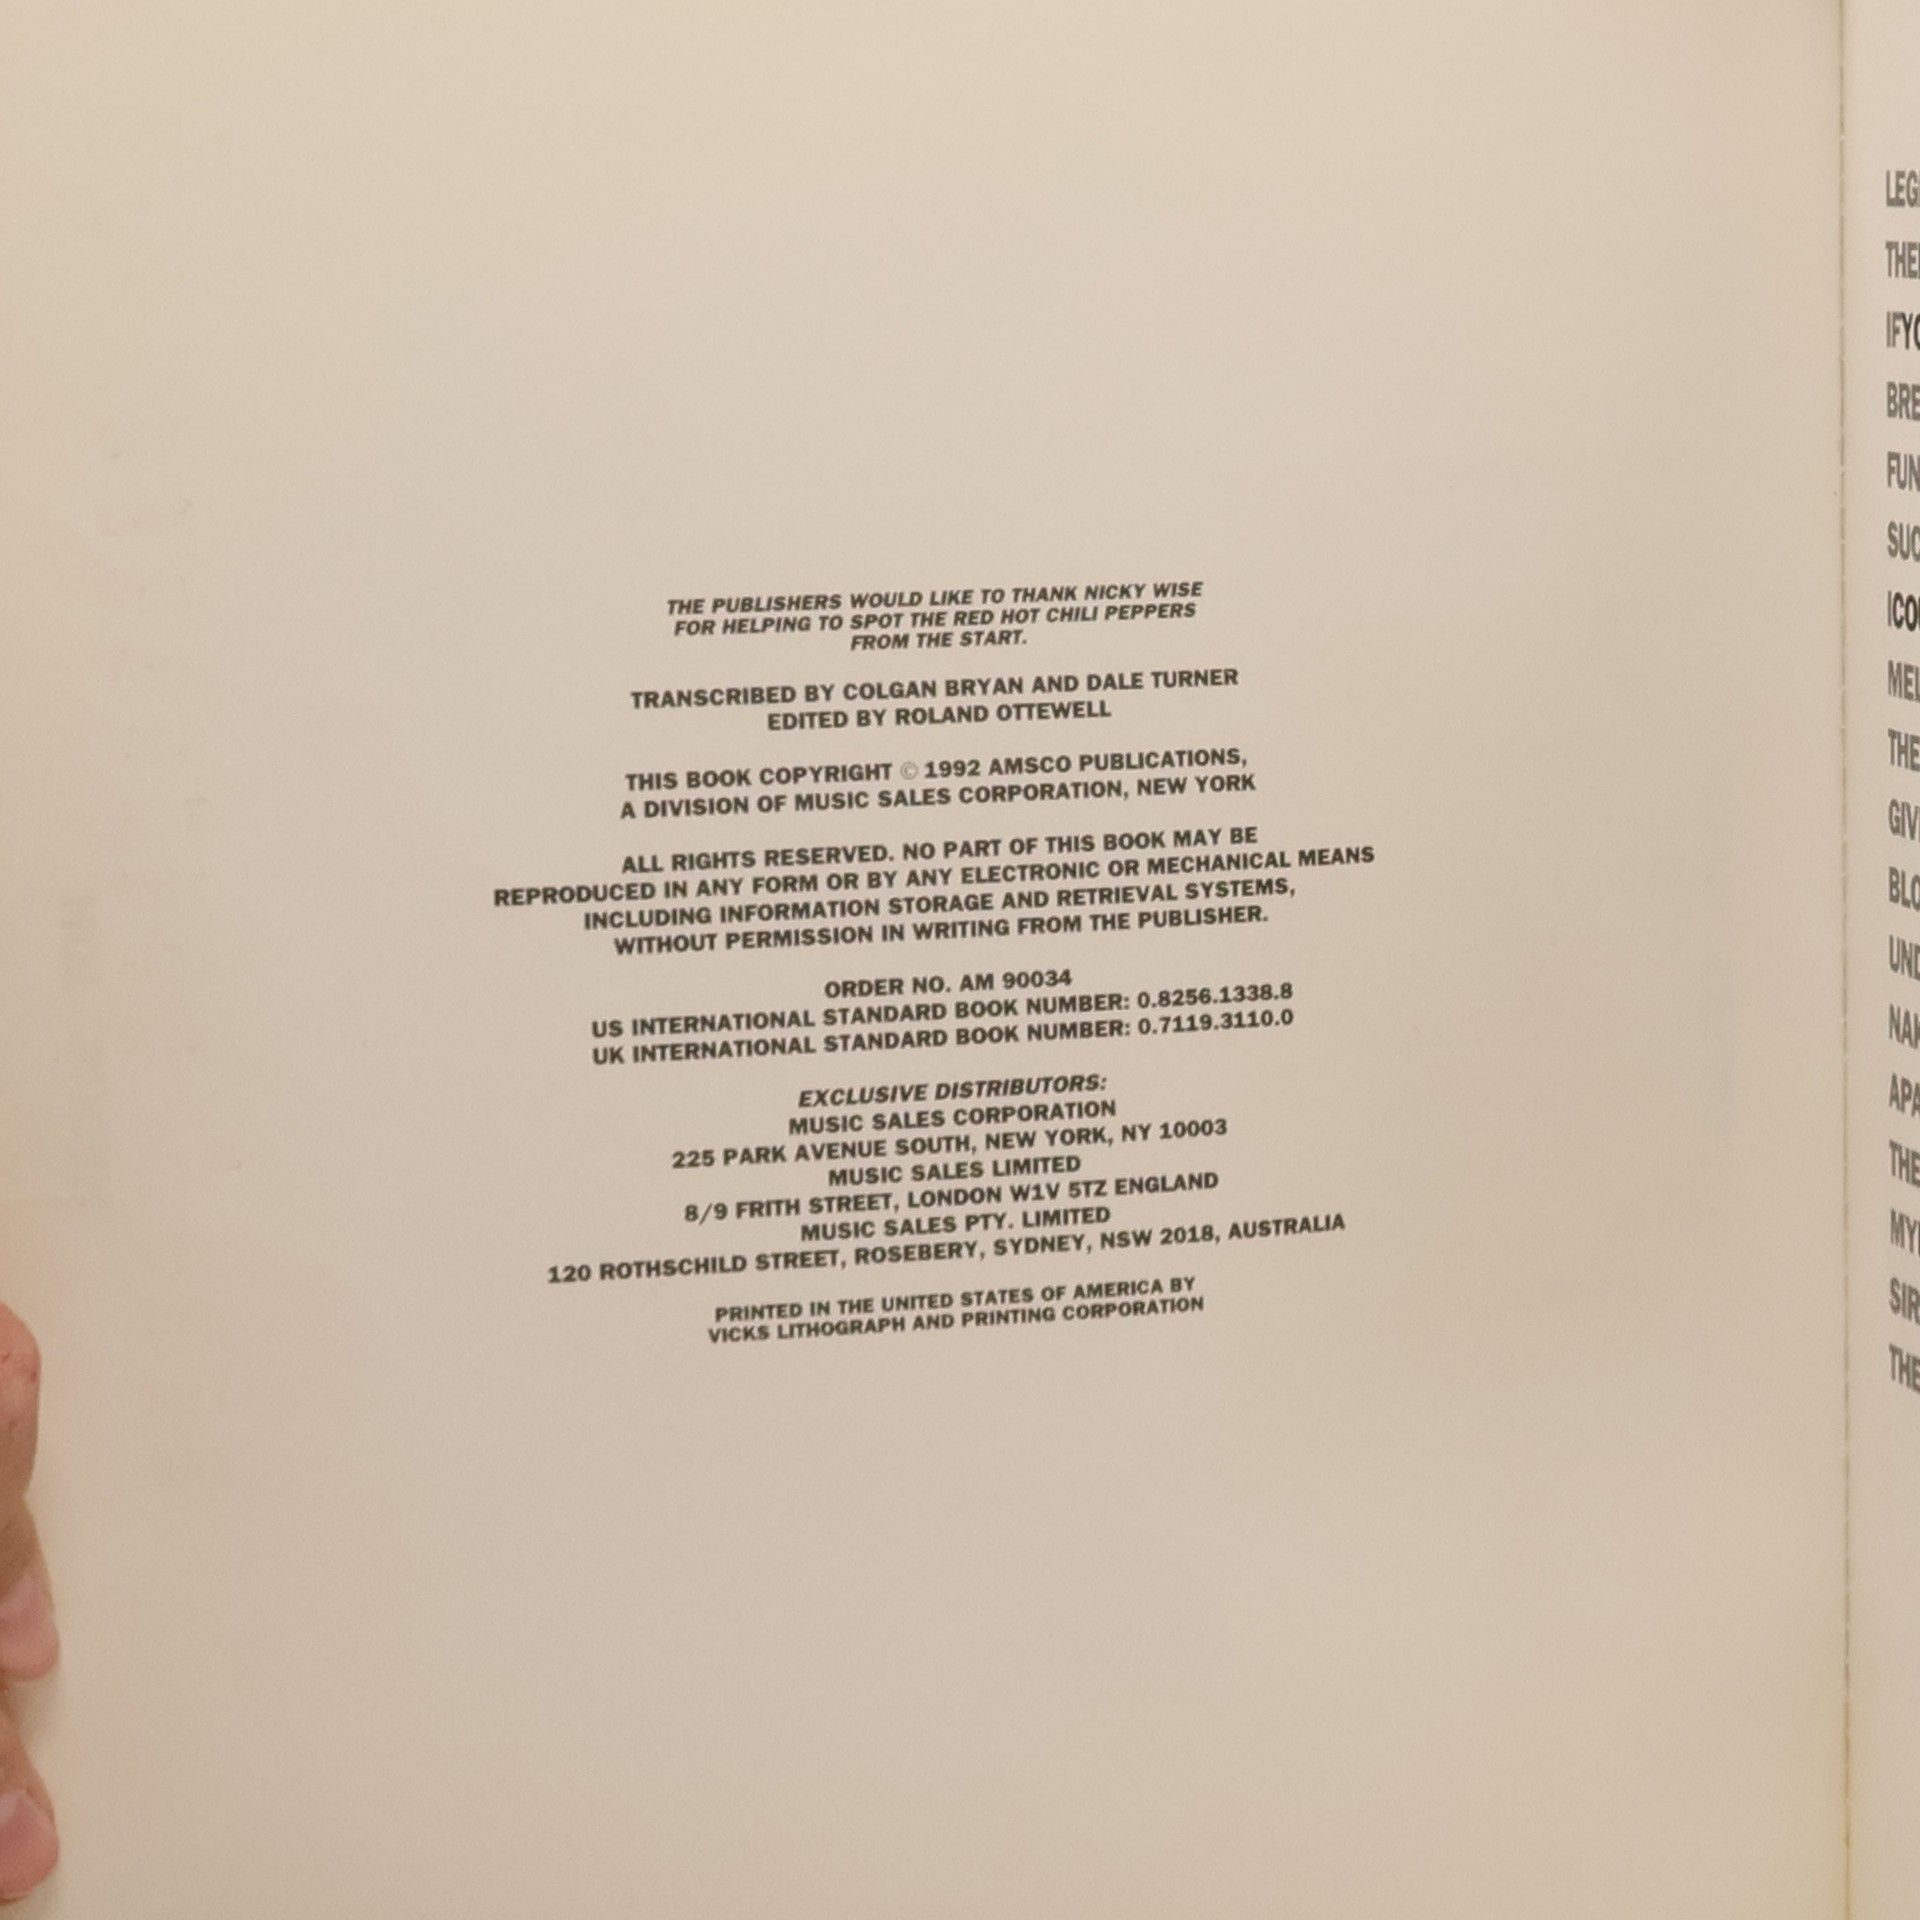 THE PUBLISHERS WOULD LIKE TO THANK NICKY WISE
FOR HELPING TO SPOT THE RED HOT CHILI PEPPERS
FROM THE START.
TRANSCRIBED BY COLGAN BRYAN AND DALE TURNER
EDITED BY ROLAND OTTEWELL
THIS BOOK COPYRIGHT © 1992 AMSCO PUBLICATIONS,
A DIVISION OF MUSIC SALES CORPORATION, NEW YORK
ALL RIGHTS RESERVED. NO PART OF THIS BOOK MAY BE
REPRODUCED IN ANY FORM OR BY ANY ELECTRONIC OR MECHANICAL MEANS
INCLUDING INFORMATION STORAGE AND RETRIEVAL SYSTEMS,
WITHOUT PERMISSION IN WRITING FROM THE PUBLISHER.
ORDER NO. AM 90034
US INTERNATIONAL STANDARD BOOK NUMBER: 0.8256.1338.8
UK INTERNATIONAL STANDARD BOOK NUMBER: 0.7119.3110.0
EXCLUSIVE DISTRIBUTORS:
MUSIC SALES CORPORATION
225 PARK AVENUE SOUTH, NEW YORK, NY 10003
MUSIC SALES LIMITED
8/9 FRITH STREET, LONDON W1V 5TZ ENGLAND
MUSIC SALES PTY. LIMITED
120 ROTHSCHILD STREET, ROSEBERY, SYDNEY, NSW 2018, AUSTRALIA
PRINTED IN THE UNITED STATES OF AMERICA BY
VICKS LITHOGRAPH AND PRINTING CORPORATION